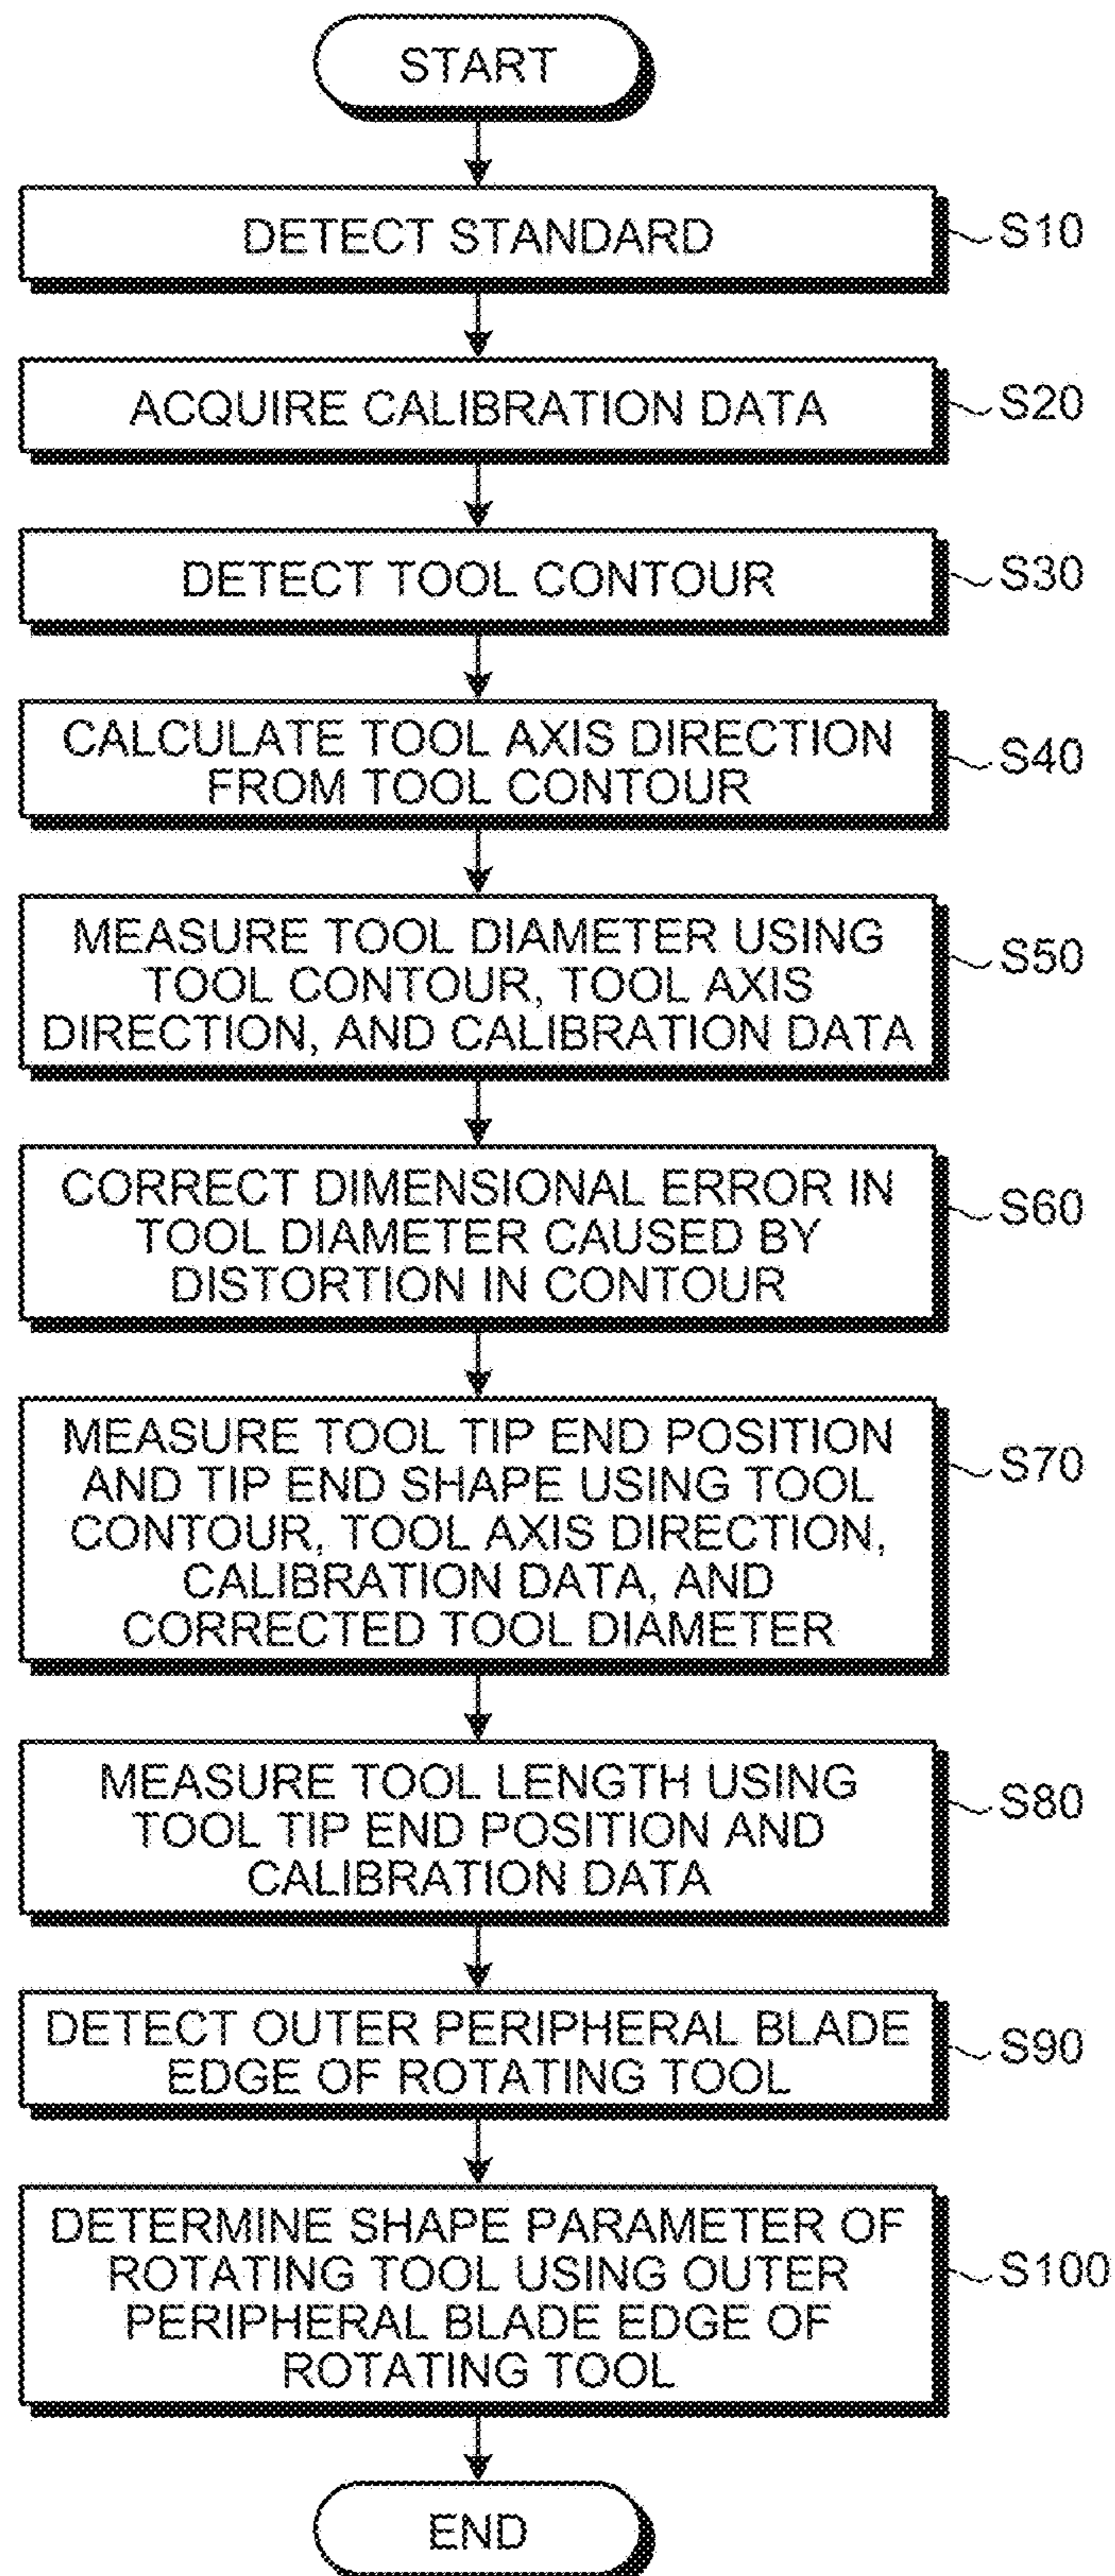 START
DETECT STANDARD
S10
ACQUIRE CALIBRATION DATA
S20
DETECT TOOL CONTOUR
S30
CALCULATE TOOL AXIS DIRECTION
FROM TOOL CONTOUR
S40
MEASURE TOOL DIAMETER USING
TOOL CONTOUR, TOOL AXIS
DIRECTION, AND CALIBRATION DATA
S50
CORRECT DIMENSIONAL ERROR IN
TOOL DIAMETER CAUSED BY
DISTORTION IN CONTOUR
S60
MEASURE TOOL TIP END POSITION
AND TIP END SHAPE USING TOOL
CONTOUR, TOOL AXIS DIRECTION,
CALIBRATION DATA, AND
CORRECTED TOOL DIAMETER
S70
MEASURE TOOL LENGTH USING
TOOL TIP END POSITION AND
CALIBRATION DATA
S80
DETECT OUTER PERIPHERAL BLADE
EDGE OF ROTATING TOOL
S90
DETERMINE SHAPE PARAMETER OF
ROTATING TOOL USING OUTER
PERIPHERAL BLADE EDGE OF
ROTATING TOOL
S100
END